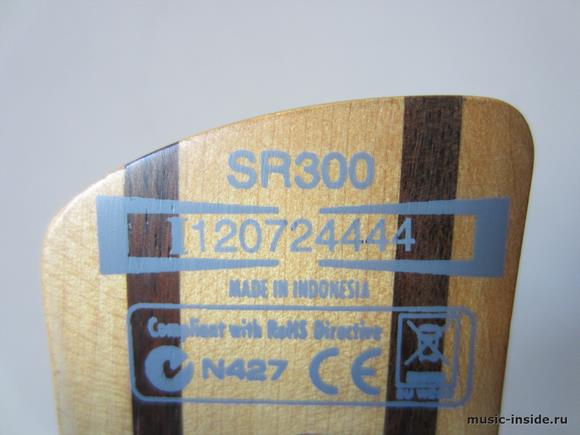 SR300
I120724444
MADE IN INDONESIA
Compliant with RoHS Directive
N427 CE
music-inside.ru